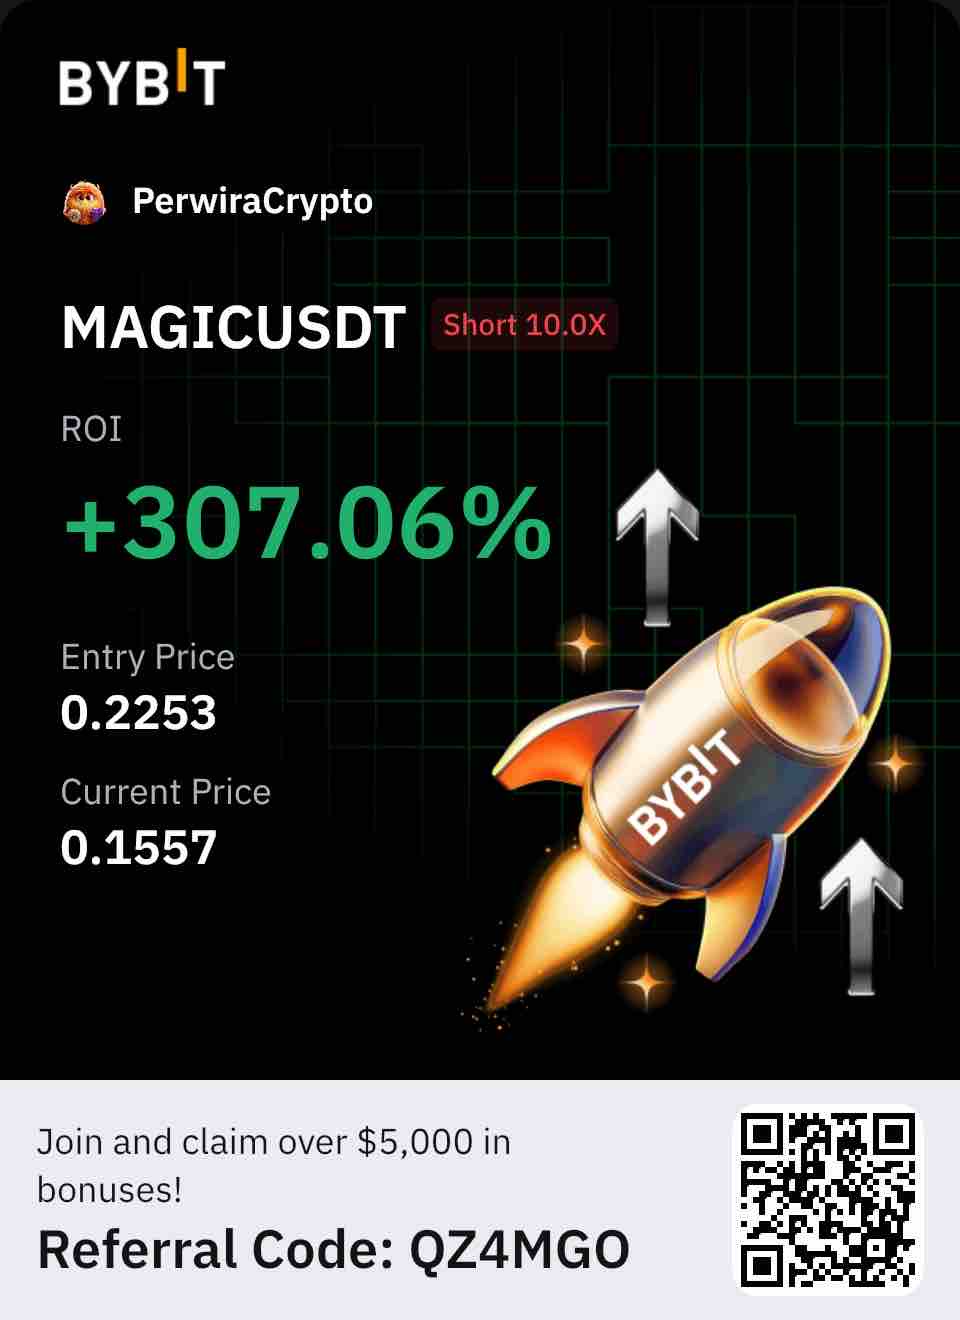 BYBIT
PerwiraCrypto
MAGICUSDT Short 10.0X
ROI
+307.06%
Entry Price
0.2253
Current Price
0.1557
BYBIT
Join and claim over $5,000 in
bonuses!
Referral Code: QZ4MGO